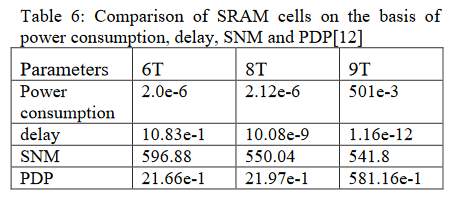 Table 6: Comparison of SRAM cells on the basis of
power consumption, delay, SNM and PDP[12]
Parameters 6T 8T 9T
Power consumption 2.0e-6 2.12e-6 501e-3
delay 10.83e-1 10.08e-9 1.16e-12
SNM 596.88 550.04 541.8
PDP 21.66e-1 21.97e-1 581.16e-1